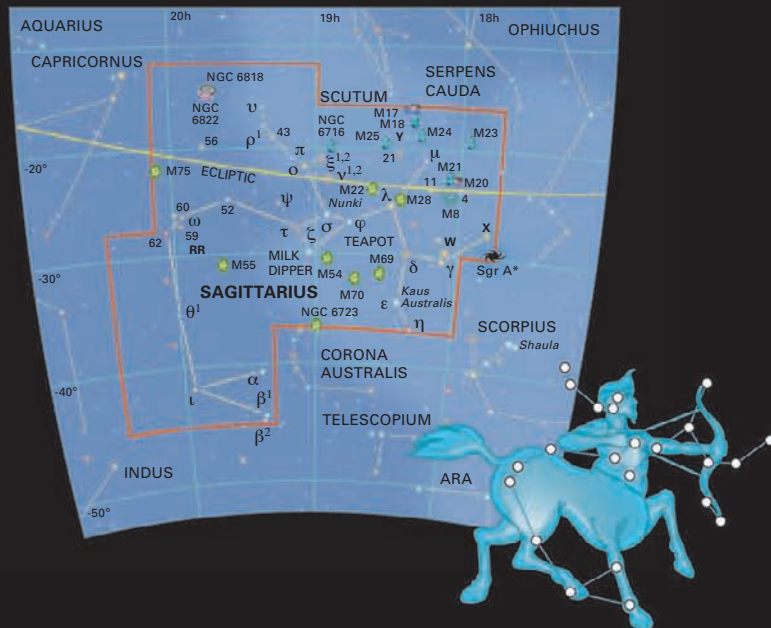 20h
19h
18h
AQUARIUS
OPHIUCHUS
CAPRICORNUS
NGC 6818
SERPENS
CAUDA
SCUTUM
NGC
6822
υ
NGC
6716
M17
M18
M25
Y
M24
M23
56
ρ¹
43
π
21
μ
-20°
M75
ECLIPTIC
ο
ξ¹,²
ν¹,²
M21
11
M20
M22
λ
M28
4
M8
60
ω
52
ψ
Nunki
σ
φ
X
62
59
RR
τ
ζ
TEAPOT
W
M55
MILK
DIPPER
M54
M69
δ
γ
Sgr A*
-30°
SAGITTARIUS
M70
Kaus
Australis
ε
θ¹
NGC 6723
η
SCORPIUS
Shaula
CORONA
AUSTRALIS
-40°
ι
α
β¹
β²
TELESCOPIUM
INDUS
ARA
-50°